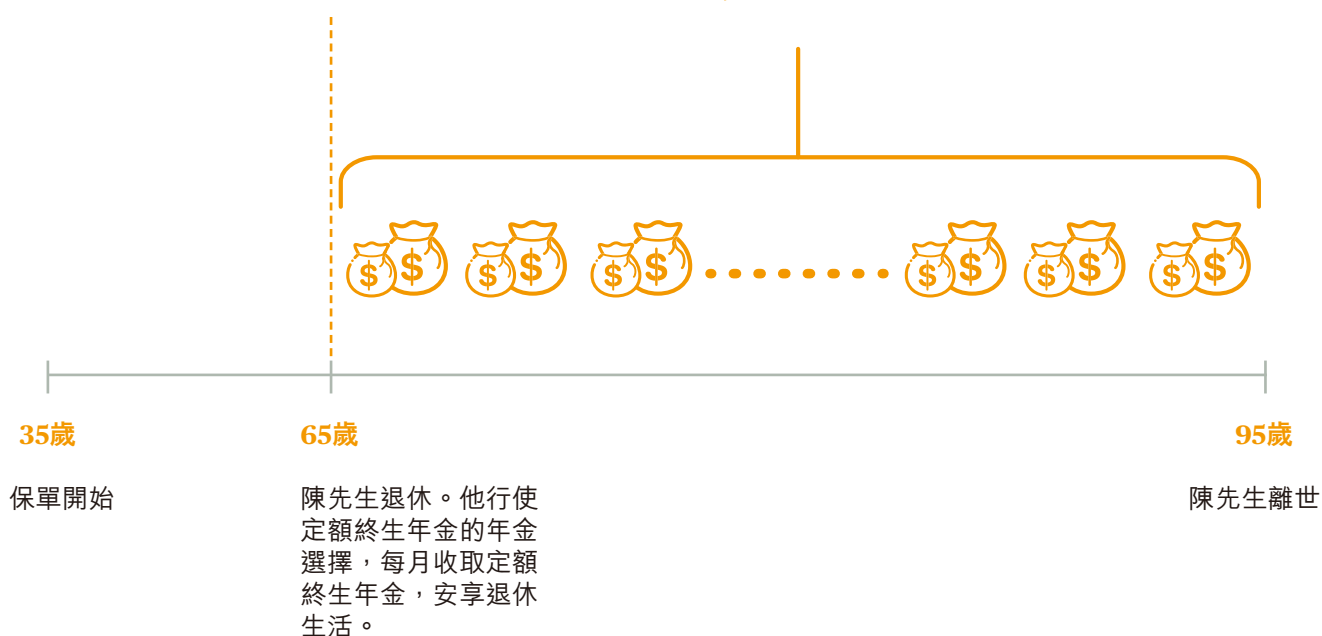 35歲
保單開始
65歲
陳先生退休。他行使
定額終生年金的年金
選擇，每月收取定額
終生年金，安享退休
生活。
95歲
陳先生離世
$ $ $ $ $ $ $ $ $ $ $ $